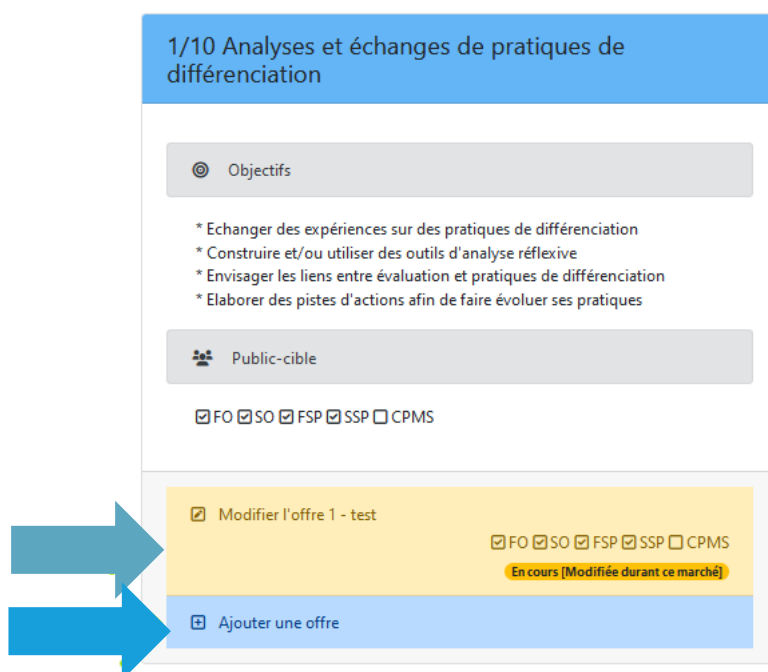 1/10 Analyses et échanges de pratiques de
différenciation
Objectifs
* Echanger des expériences sur des pratiques de différenciation
* Construire et/ou utiliser des outils d'analyse réflexive
* Envisager les liens entre évaluation et pratiques de différenciation
* Elaborer des pistes d'actions afin de faire évoluer ses pratiques
Public-cible
☑ FO ☑ SO ☑ FSP ☑ SSP ☐ CPMS
Modifier l'offre 1 - test
☑ FO ☑ SO ☑ FSP ☑ SSP ☐ CPMS
En cours [Modifiée durant ce marché]
Ajouter une offre